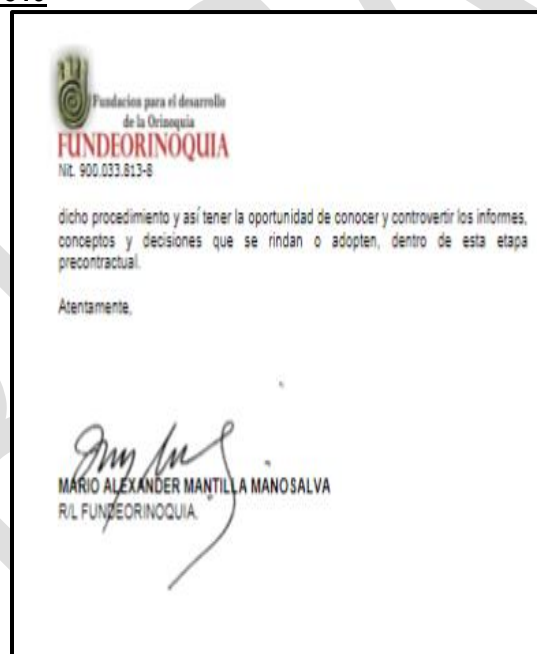 Fundacion para el desarrollo
de la Orinoquia
FUNDEORINOQUIA
Nit. 900.033.813-8
dicho procedimiento y así tener la oportunidad de conocer y controvertir los informes,
conceptos y decisiones que se rindan o adopten, dentro de esta etapa
precontractual.
Atentamente,
MARIO ALEXANDER MANTILLA MANOSALVA
R/L FUNDEORINOQUIA.